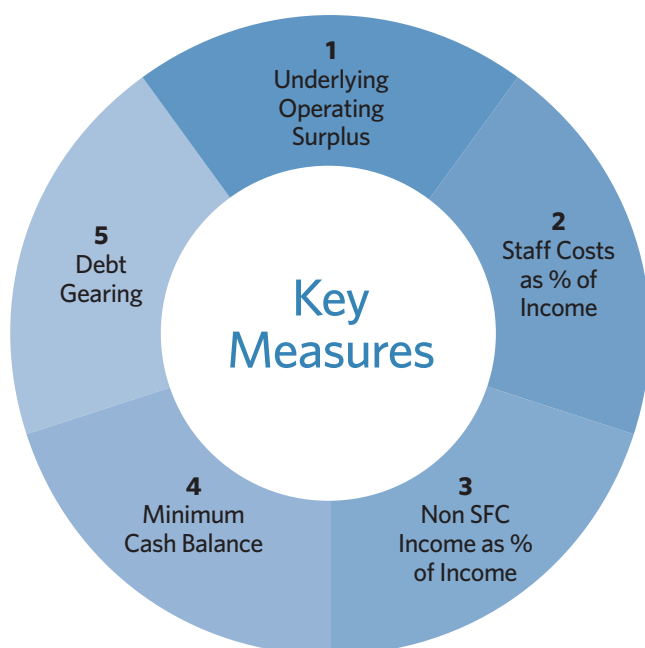 1
Underlying
Operating
Surplus
2
Staff Costs
as % of
Income
3
Non SFC
Income as %
of Income
4
Minimum
Cash Balance
5
Debt
Gearing
Key
Measures